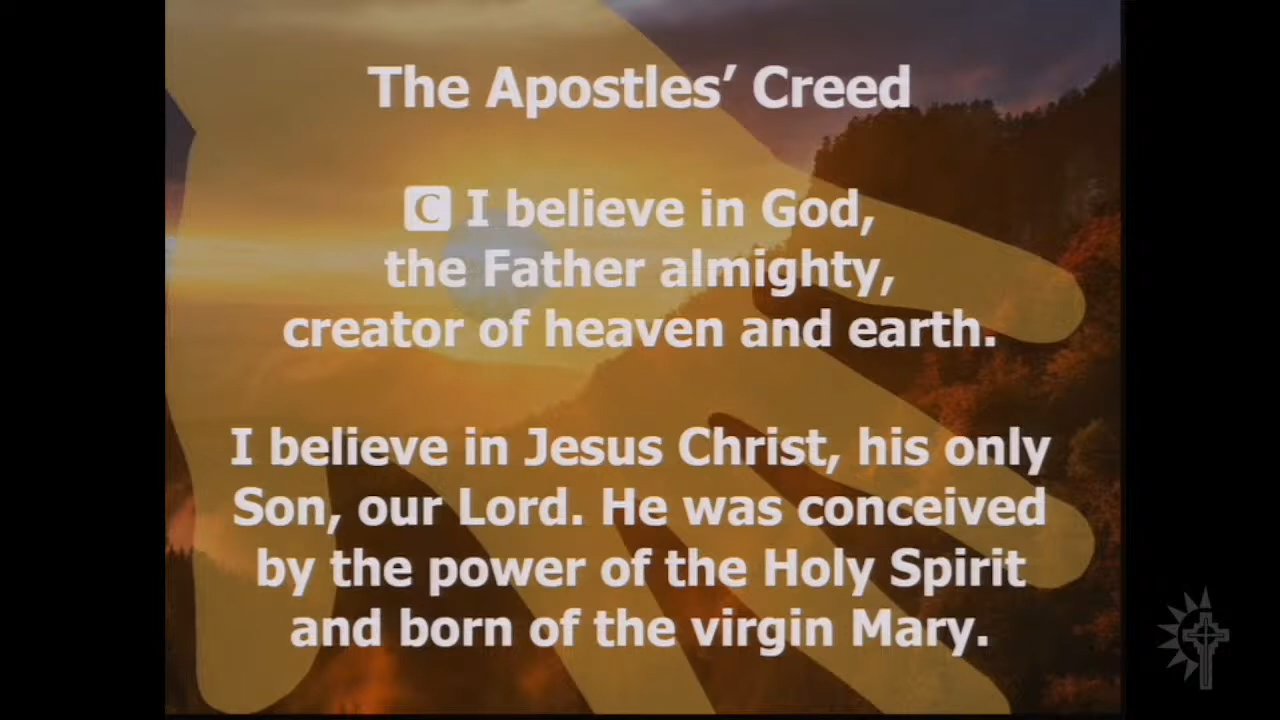 The Apostles’ Creed
C I believe in God,
the Father almighty,
creator of heaven and earth.
I believe in Jesus Christ, his only
Son, our Lord. He was conceived
by the power of the Holy Spirit
and born of the virgin Mary.